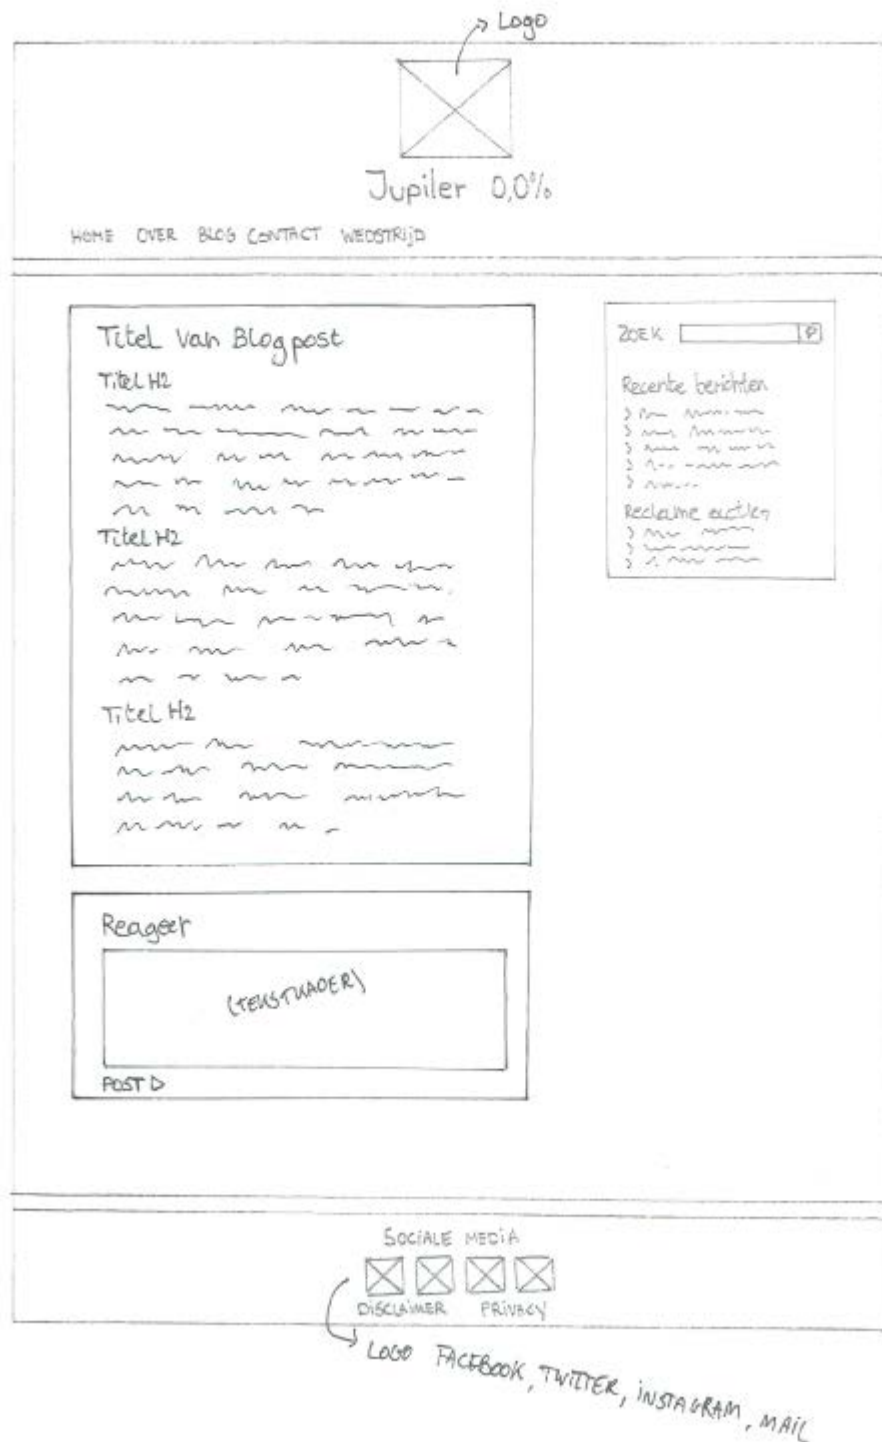 Logo
Jupiler 0,0%
HOME OVER BLOG CONTACT WEDSTRIJD
Titel van Blogpost
Titel H2
Titel H2
Titel H2
ZOEK
Recente berichten
Reclame acties
Reageer
(TEKSTKADER)
POST
SOCIALE MEDIA
DISCLAIMER PRIVACY
LOGO FACEBOOK, TWITTER, INSTAGRAM, MAIL